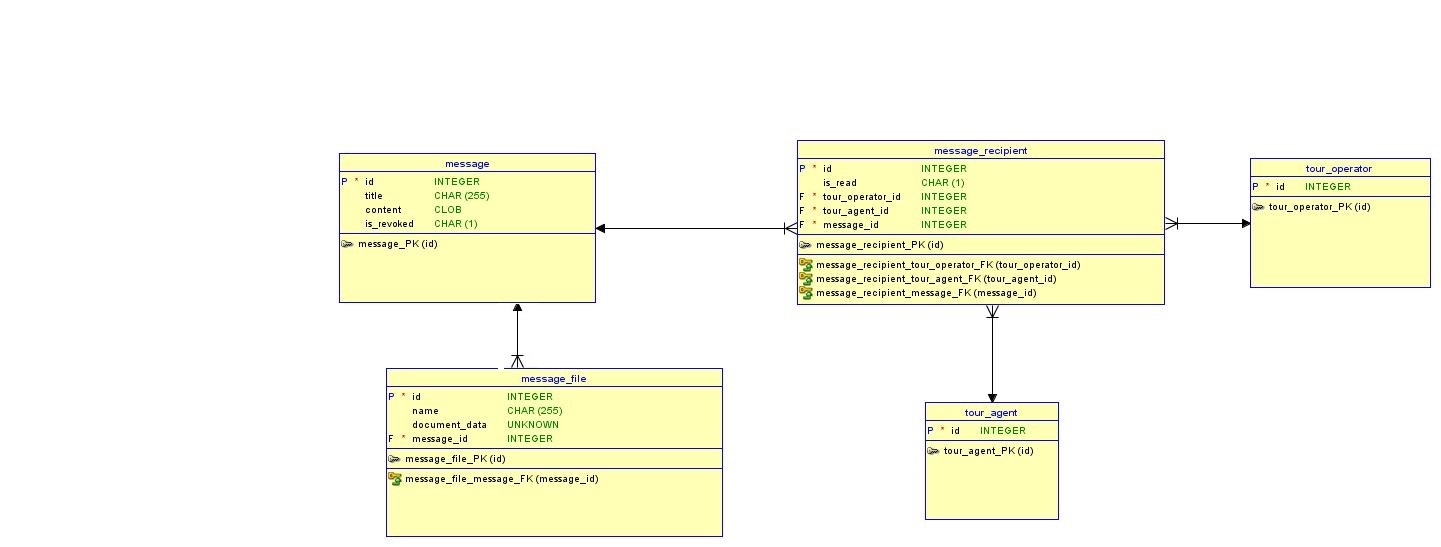 message
P * id INTEGER
title CHAR (255)
content CLOB
is_revoked CHAR (1)
message_PK (id)
message_recipient
P * id INTEGER
is_read CHAR (1)
F * tour_operator_id INTEGER
F * tour_agent_id INTEGER
F * message_id INTEGER
message_recipient_PK (id)
message_recipient_tour_operator_FK (tour_operator_id)
message_recipient_tour_agent_FK (tour_agent_id)
message_recipient_message_FK (message_id)
tour_operator
P * id INTEGER
tour_operator_PK (id)
message_file
P * id INTEGER
name CHAR (255)
document_data UNKNOWN
F * message_id INTEGER
message_file_PK (id)
message_file_message_FK (message_id)
tour_agent
P * id INTEGER
tour_agent_PK (id)